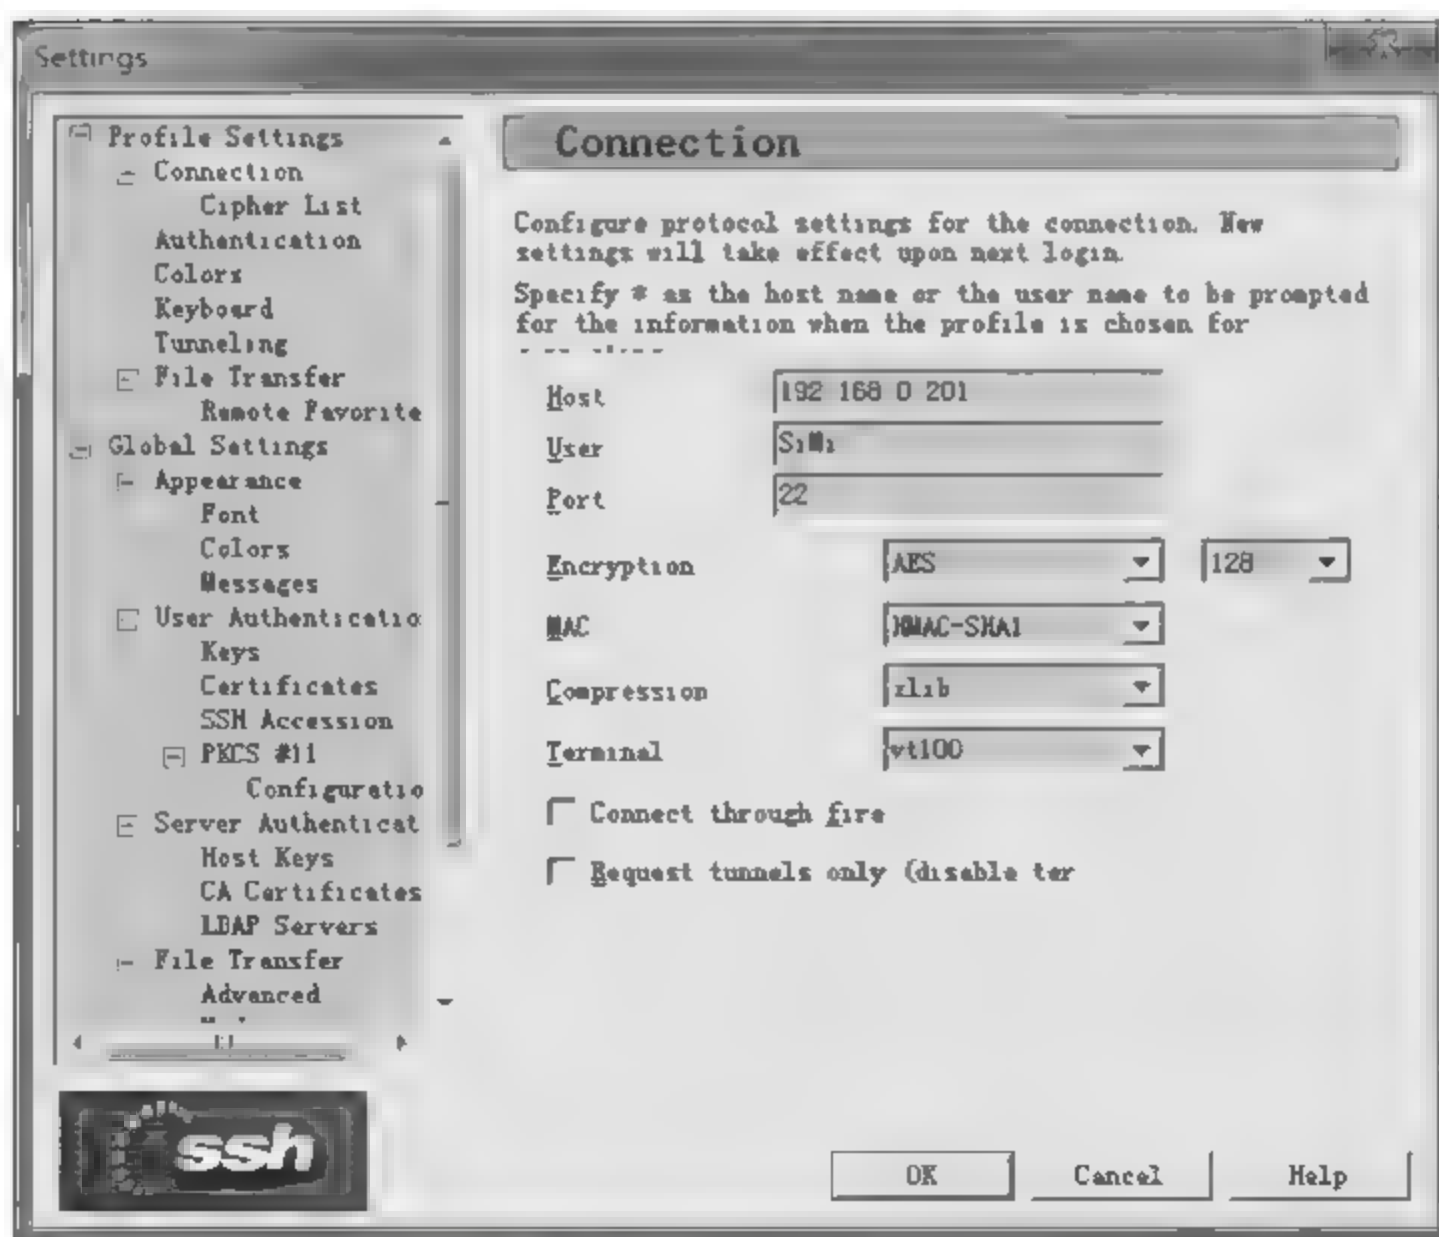 Settings
Profile Settings
Connection
Cipher List
Authentication
Colors
Keyboard
Tunneling
File Transfer
Remote Favorite
Global Settings
Appearance
Font
Colors
Messages
User Authenticatio
Keys
Certificates
SSH Accession
PKCS #11
Configuratio
Server Authenticat
Host Keys
CA Certificates
LDAP Servers
File Transfer
Advanced
ssh
Connection
Configure protocol settings for the connection. New
settings will take effect upon next login.
Specify * as the host name or the user name to be prompted
for the information when the profile is chosen for
Host 192 168 0 201
User
Port 22
Encryption AES 128
MAC HMAC-SHA1
Compression zlib
Terminal vt100
Connect through fire
Request tunnels only (disable ter
OK Cancel Help